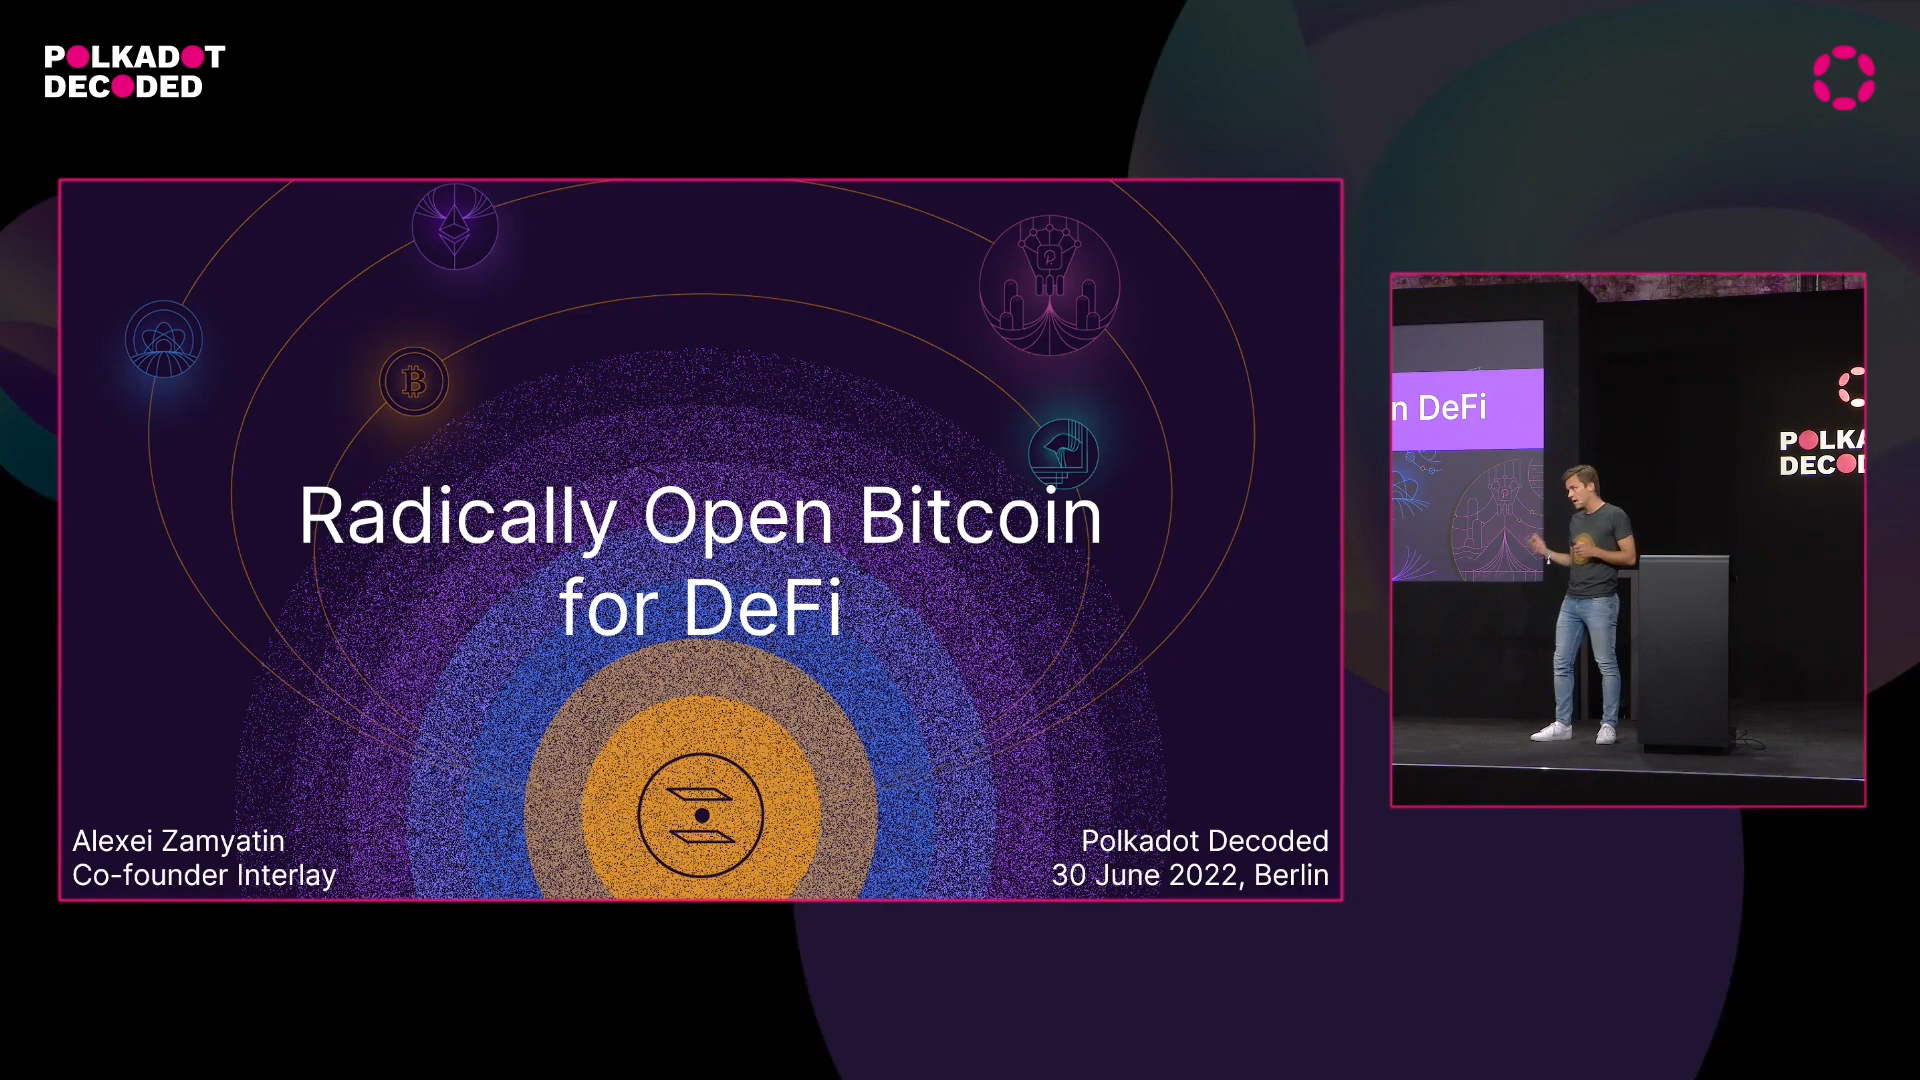 POLKADOT
DECODED
Radically Open Bitcoin
for DeFi
Alexei Zamyatin
Co-founder Interlay
Polkadot Decoded
30 June 2022, Berlin
n DeFi
POLKA
DECOD